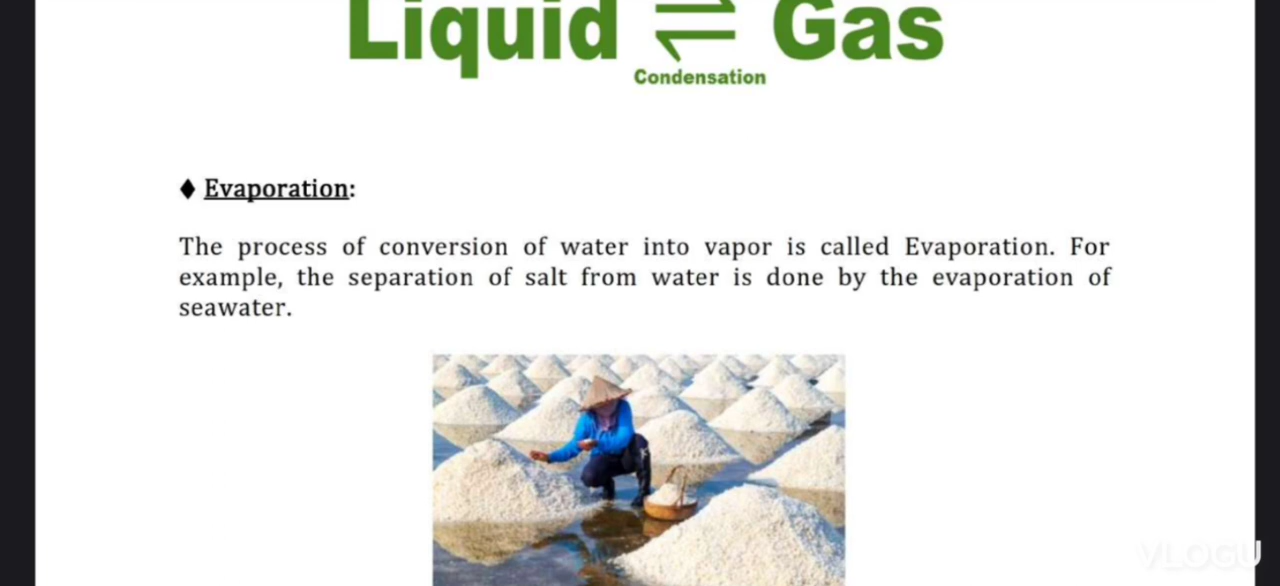 Liquid ⇌ Gas
Condensation
♦ Evaporation:
The process of conversion of water into vapor is called Evaporation. For
example, the separation of salt from water is done by the evaporation of
seawater.
VLOGU